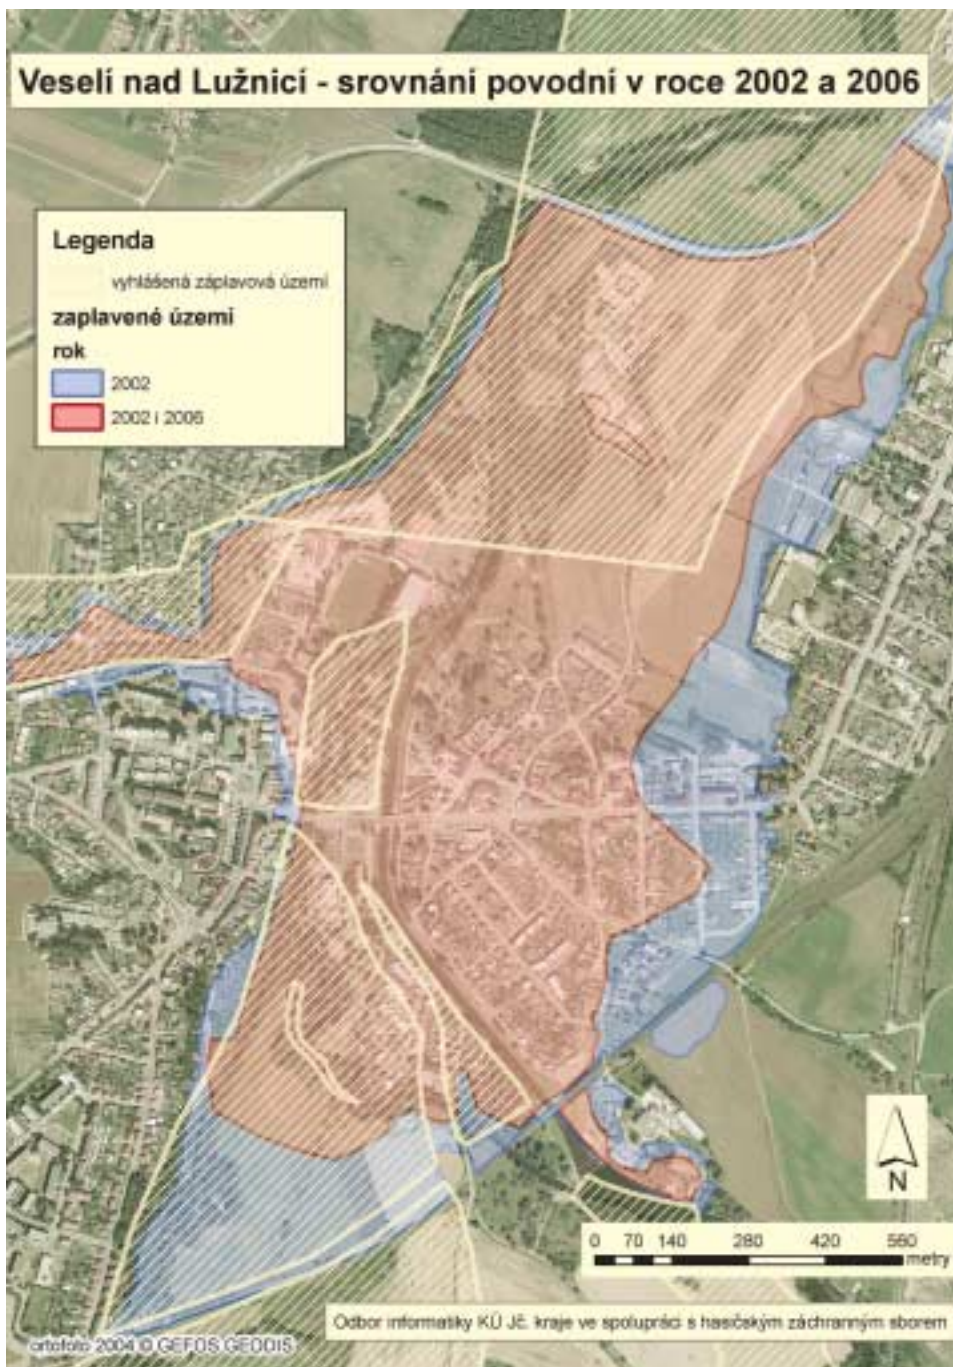 Veselí nad Lužnicí - srovnání povodní v roce 2002 a 2006
Legenda
vyhlášená záplavová území
zaplavené území
rok
2002
2002 i 2006
N
0 70 140 280 420 560
metry
Odbor informatiky KÚ Jč. kraje ve spolupráci s hasičským záchranným sborem
ortofoto 2004 © GEFOS GEODIS